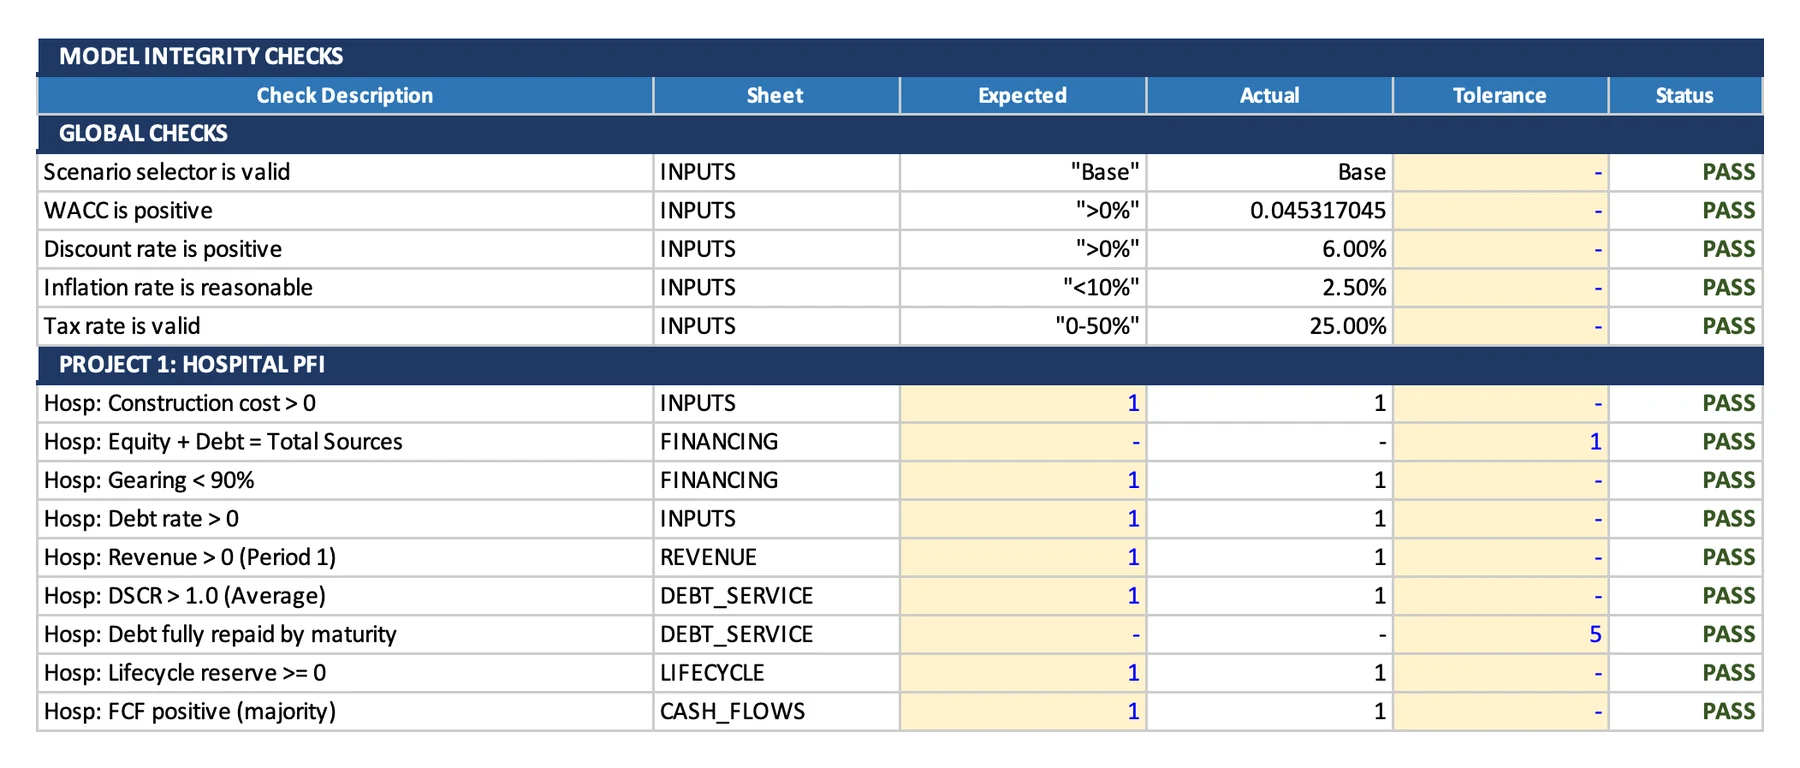 MODEL INTEGRITY CHECKS
Check Description Sheet Expected Actual Tolerance Status
GLOBAL CHECKS
Scenario selector is valid INPUTS "Base" Base - PASS
WACC is positive INPUTS ">0%" 0.045317045 - PASS
Discount rate is positive INPUTS ">0%" 6.00% - PASS
Inflation rate is reasonable INPUTS "<10%" 2.50% - PASS
Tax rate is valid INPUTS "0-50%" 25.00% - PASS
PROJECT 1: HOSPITAL PFI
Hosp: Construction cost > 0 INPUTS 1 1 - PASS
Hosp: Equity + Debt = Total Sources FINANCING - - 1 PASS
Hosp: Gearing < 90% FINANCING 1 1 - PASS
Hosp: Debt rate > 0 INPUTS 1 1 - PASS
Hosp: Revenue > 0 (Period 1) REVENUE 1 1 - PASS
Hosp: DSCR > 1.0 (Average) DEBT_SERVICE 1 1 - PASS
Hosp: Debt fully repaid by maturity DEBT_SERVICE - - 5 PASS
Hosp: Lifecycle reserve >= 0 LIFECYCLE 1 1 - PASS
Hosp: FCF positive (majority) CASH_FLOWS 1 1 - PASS